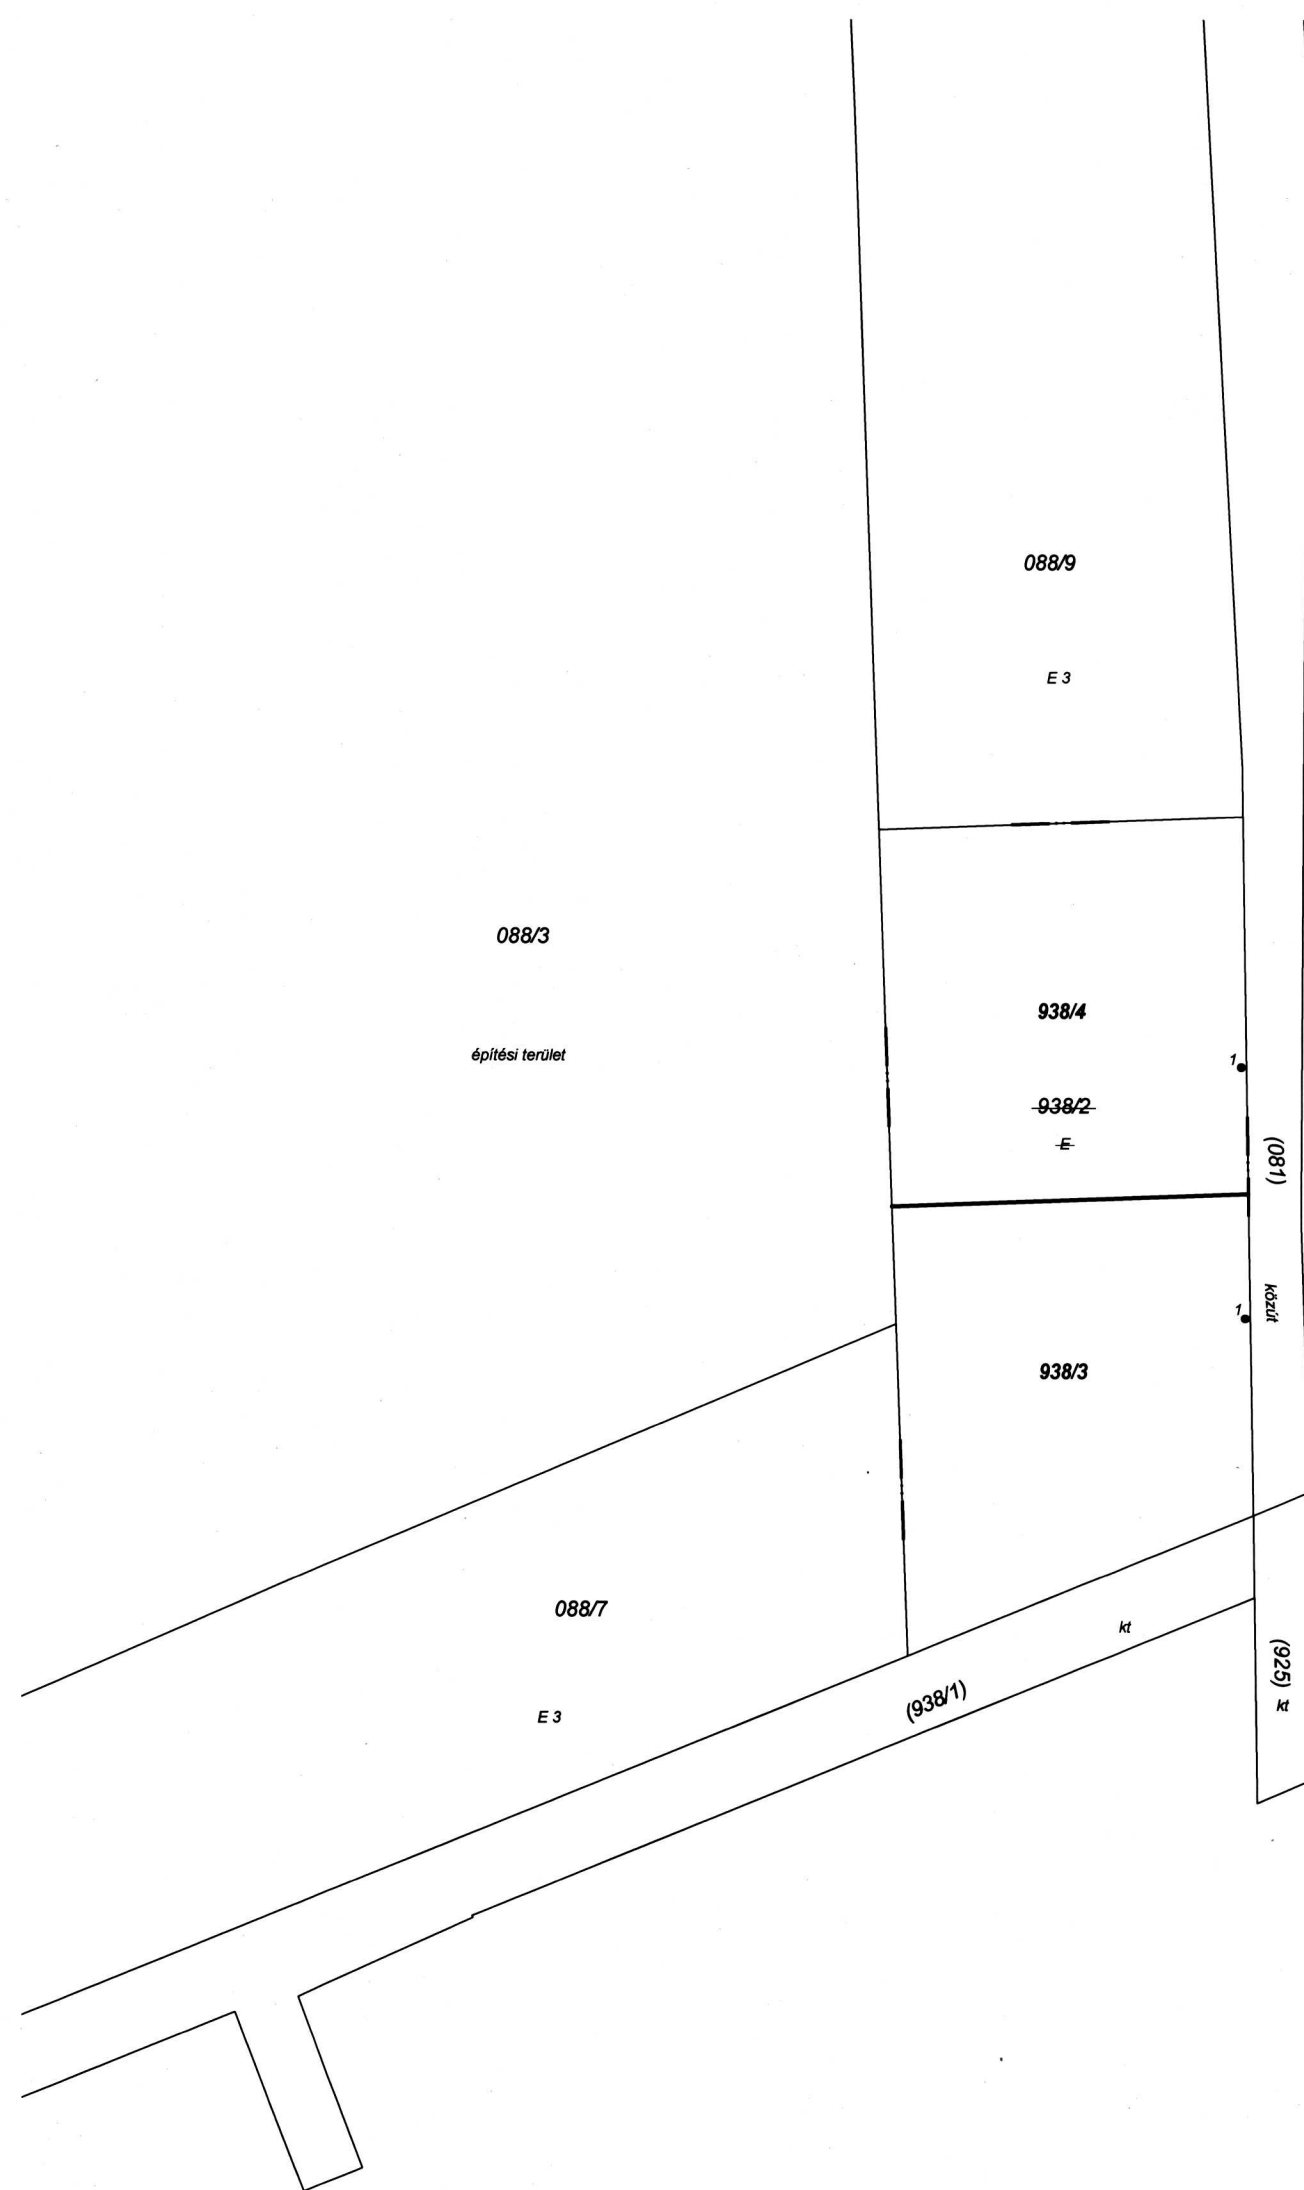 088/9
E 3
088/3
építési terület
938/4
1
938/2
E
(081)
közút
1
938/3
088/7
E 3
kt
(938/1)
(925)
kt